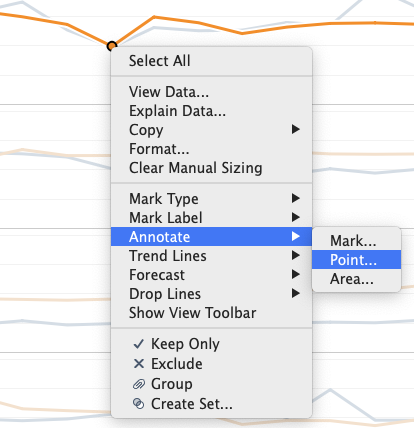 Select All
View Data...
Explain Data...
Copy
Format...
Clear Manual Sizing
Mark Type
Mark Label
Annotate
Trend Lines
Forecast
Drop Lines
Show View Toolbar
Keep Only
Exclude
Group
Create Set...
Mark...
Point...
Area...